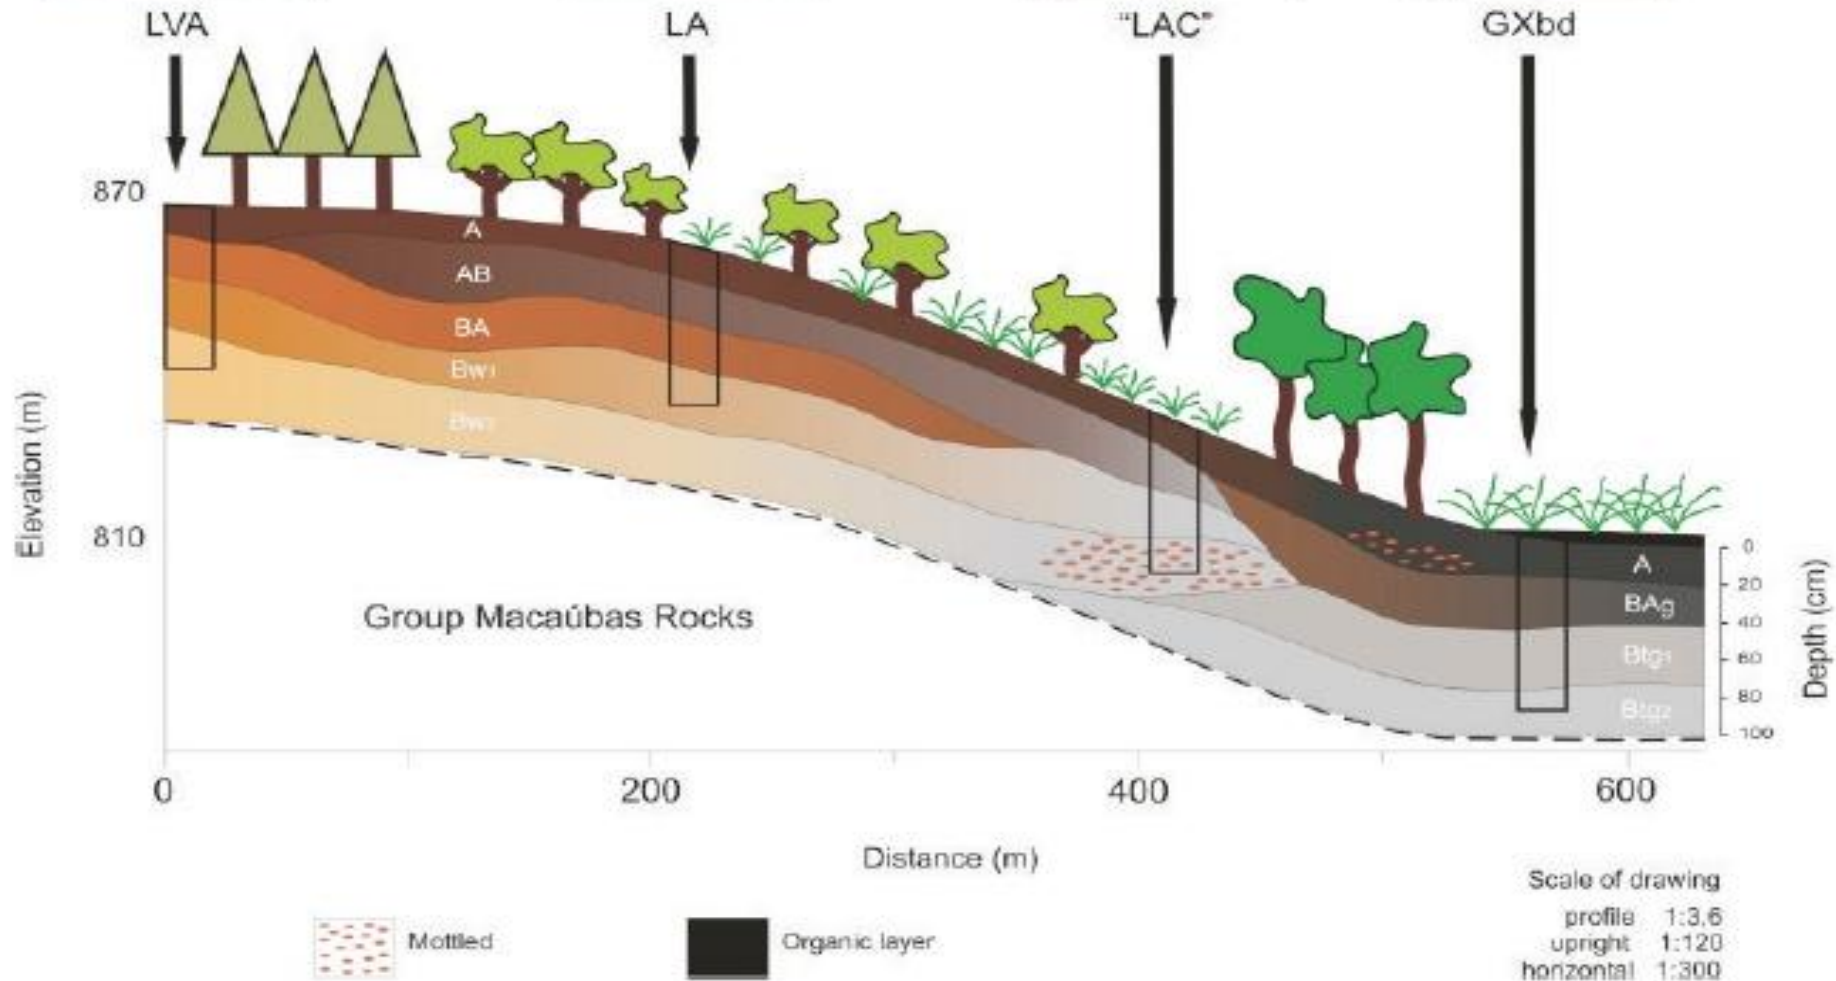 LVA
LA
“LAC”
GXbd
870
810
Elevation (m)
A
AB
BA
Bw1
Group Macaúbas Rocks
A
BAg
Btg1
Btg2
0
20
40
60
80
100
Depth (cm)
0
200
400
600
Distance (m)
Mottled
Organic layer
Scale of drawing
profile 1:3.6
upright 1:120
horizontal 1:300